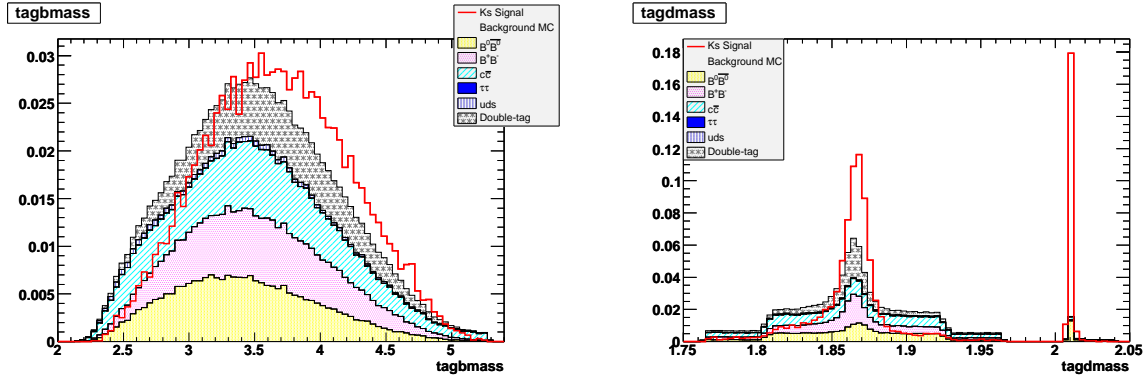 tagbmass
Ks Signal
Background MC
B⁰B̅⁰
B⁺B⁻
cc̅
ττ
uds
Double-tag
0.03
0.025
0.02
0.015
0.01
0.005
0
2 2.5 3 3.5 4 4.5 5
tagbmass
tagdmass
Ks Signal
Background MC
B⁰B̅⁰
B⁺B⁻
cc̅
ττ
uds
Double-tag
0.18
0.16
0.14
0.12
0.1
0.08
0.06
0.04
0.02
0
1.75 1.8 1.85 1.9 1.95 2 2.05
tagdmass